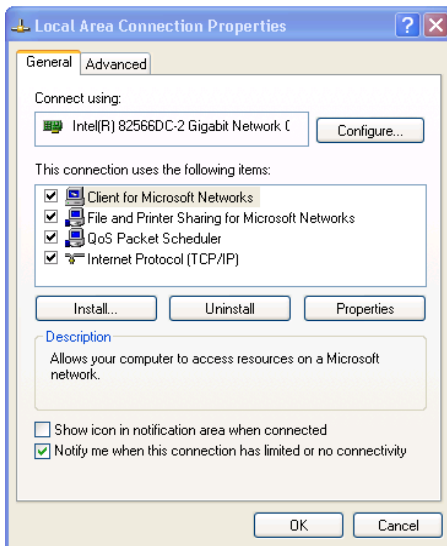 Local Area Connection Properties
General Advanced
Connect using:
Intel(R) 82566DC-2 Gigabit Network C
Configure...
This connection uses the following items:
Client for Microsoft Networks
File and Printer Sharing for Microsoft Networks
QoS Packet Scheduler
Internet Protocol (TCP/IP)
Install... Uninstall Properties
Description
Allows your computer to access resources on a Microsoft
network.
Show icon in notification area when connected
Notify me when this connection has limited or no connectivity
OK Cancel